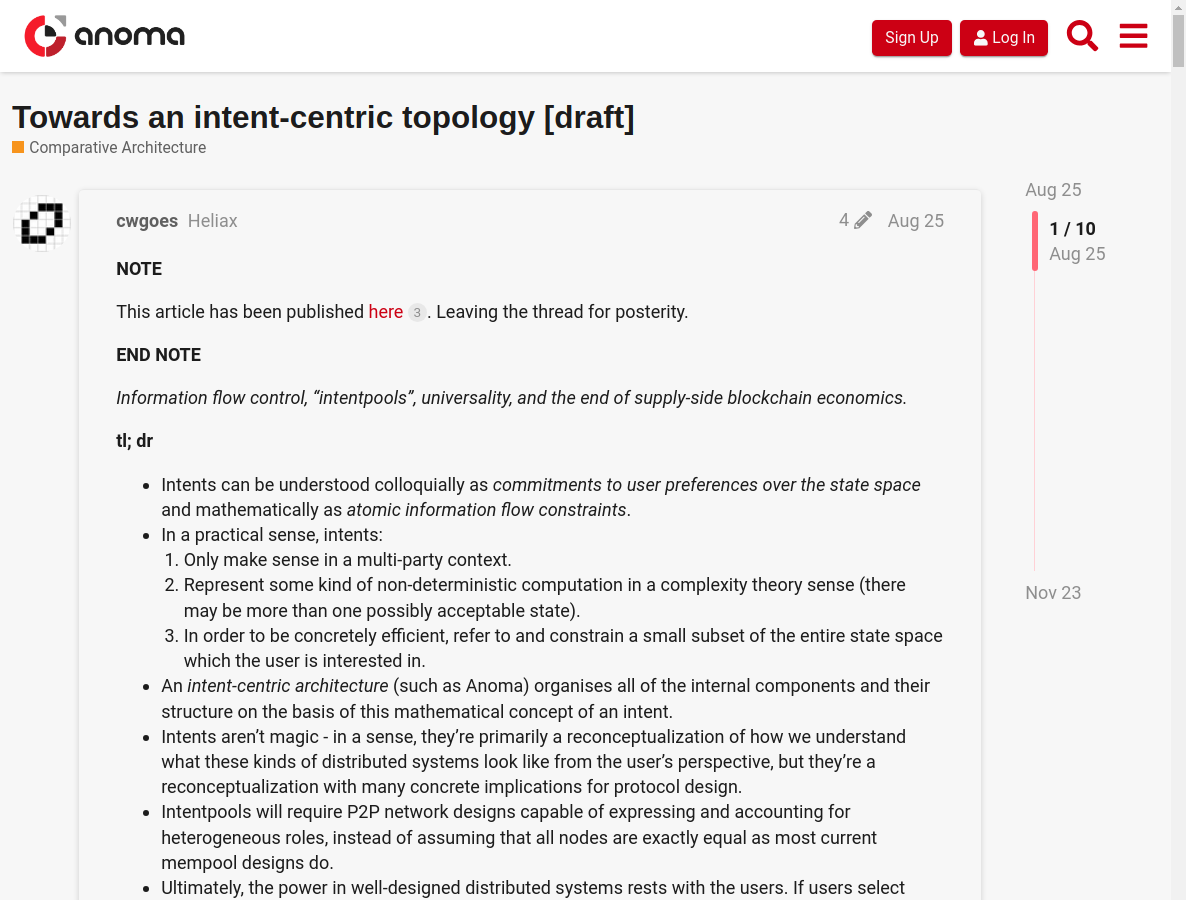 anoma
Sign Up
Log In
Towards an intent-centric topology [draft]
Comparative Architecture
cwgoes Heliax
4
Aug 25
NOTE
This article has been published here 3. Leaving the thread for posterity.
END NOTE
Information flow control, “intentpools”, universality, and the end of supply-side blockchain economics.
tl; dr
• Intents can be understood colloquially as commitments to user preferences over the state space
and mathematically as atomic information flow constraints.
• In a practical sense, intents:
1. Only make sense in a multi-party context.
2. Represent some kind of non-deterministic computation in a complexity theory sense (there
may be more than one possibly acceptable state).
3. In order to be concretely efficient, refer to and constrain a small subset of the entire state space
which the user is interested in.
• An intent-centric architecture (such as Anoma) organises all of the internal components and their
structure on the basis of this mathematical concept of an intent.
• Intents aren’t magic - in a sense, they’re primarily a reconceptualization of how we understand
what these kinds of distributed systems look like from the user’s perspective, but they’re a
reconceptualization with many concrete implications for protocol design.
• Intentpools will require P2P network designs capable of expressing and accounting for
heterogeneous roles, instead of assuming that all nodes are exactly equal as most current
mempool designs do.
• Ultimately, the power in well-designed distributed systems rests with the users. If users select
Aug 25
1 / 10
Aug 25
Nov 23